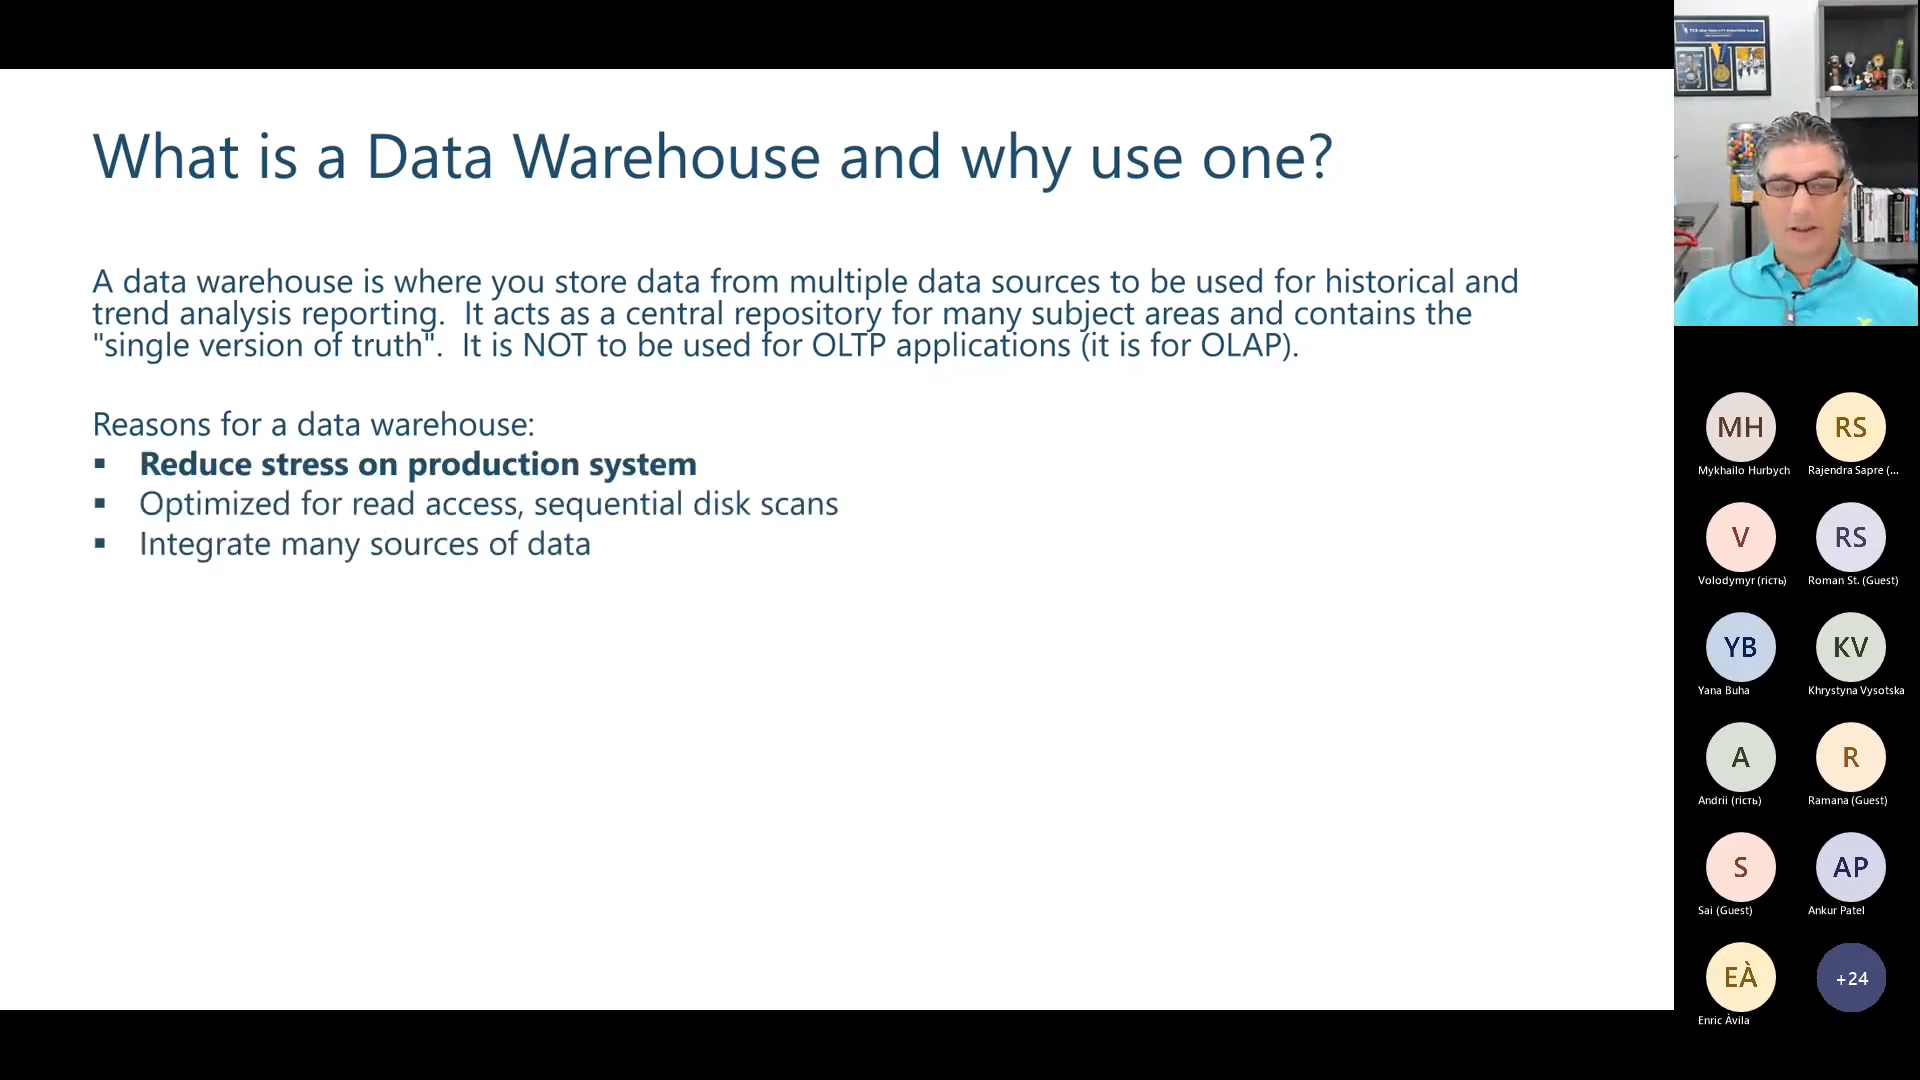 What is a Data Warehouse and why use one?
A data warehouse is where you store data from multiple data sources to be used for historical and
trend analysis reporting.  It acts as a central repository for many subject areas and contains the
"single version of truth".  It is NOT to be used for OLTP applications (it is for OLAP).
Reasons for a data warehouse:
▪ Reduce stress on production system
▪ Optimized for read access, sequential disk scans
▪ Integrate many sources of data
MH
RS
Mykhailo Hurbych
Rajendra Sapre (...
V
RS
Volodymyr (гість)
Roman St. (Guest)
YB
KV
Yana Buha
Khrystyna Vysotska
A
R
Andrii (гість)
Ramana (Guest)
S
AP
Sai (Guest)
Ankur Patel
EÀ
+24
Enric Àvila